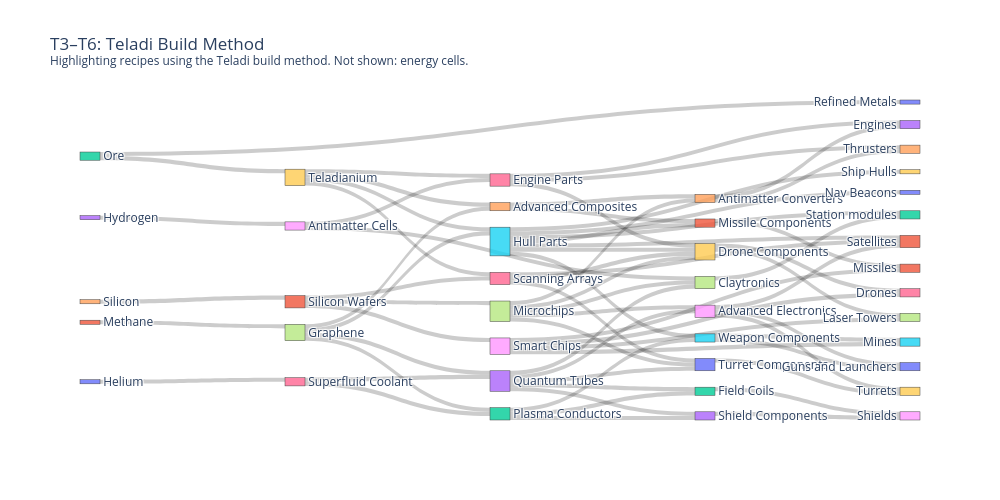 T3–T6: Teladi Build Method
Highlighting recipes using the Teladi build method. Not shown: energy cells.
Ore
Hydrogen
Silicon
Methane
Helium
Teladianium
Antimatter Cells
Silicon Wafers
Graphene
Superfluid Coolant
Engine Parts
Advanced Composites
Hull Parts
Scanning Arrays
Microchips
Smart Chips
Quantum Tubes
Plasma Conductors
Antimatter Converters
Missile Components
Drone Components
Claytronics
Advanced Electronics
Weapon Components
Turret Components
Field Coils
Shield Components
Refined Metals
Engines
Thrusters
Ship Hulls
Nav Beacons
Station modules
Satellites
Missiles
Drones
Laser Towers
Mines
Guns and Launchers
Turrets
Shields